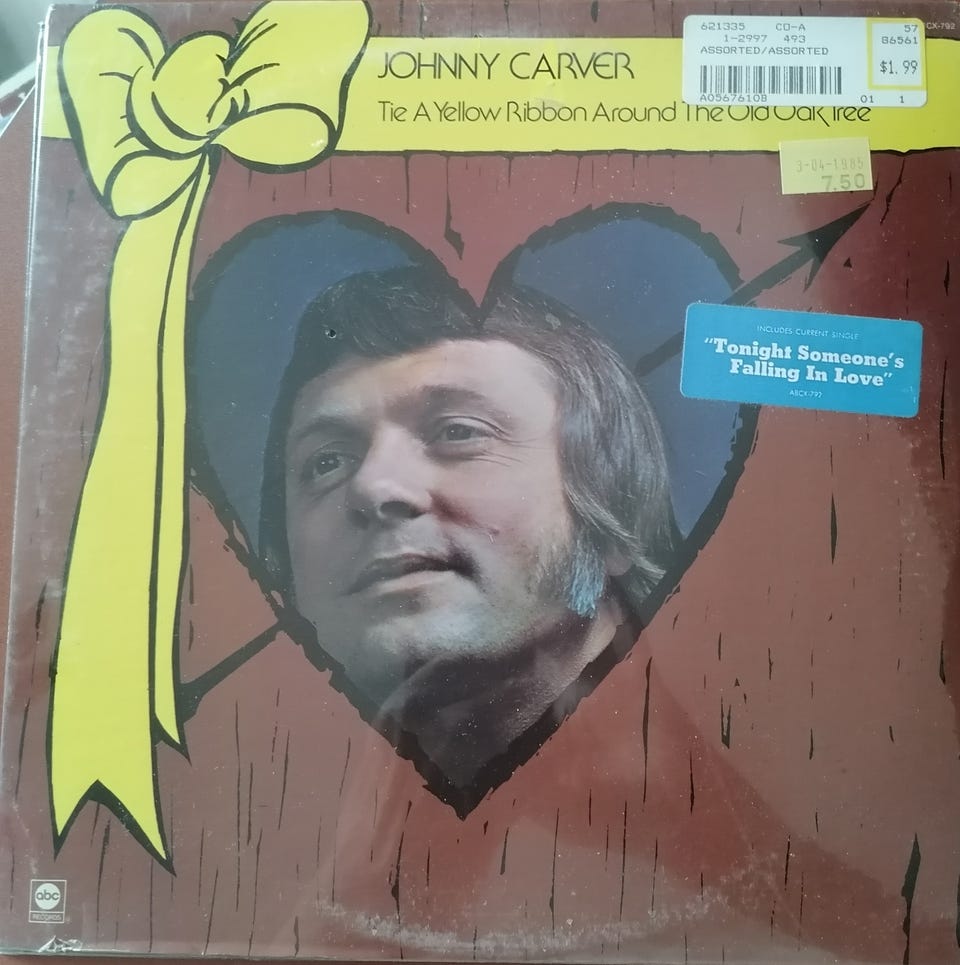 JOHNNY CARVER
Tie A Yellow Ribbon Around The Old Oak Tree
621335 CO-A 57
1-2997 493 B6561
ASSORTED/ASSORTED
$1.99
A0567610B 01 1
CX-792
3-04-1985
7.50
INCLUDES CURRENT SINGLE
"Tonight Someone's
Falling In Love"
ABCX-792
abc
RECORDS